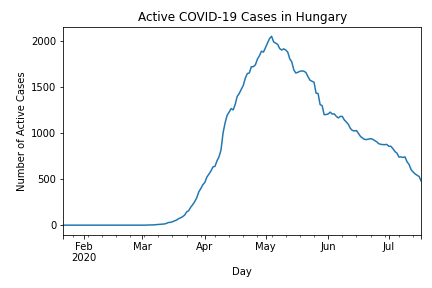 Active COVID-19 Cases in Hungary
2000
1500
1000
500
0
Number of Active Cases
Feb Mar Apr May Jun Jul
2020
Day